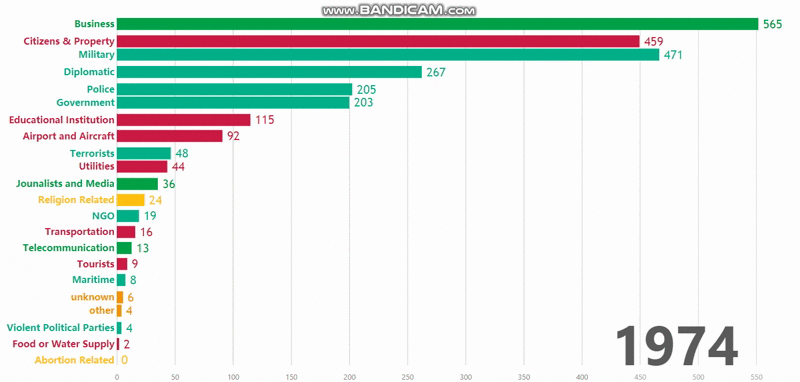 www.BANDICAM.com
Business 565
Citizens & Property 459
Military 471
Diplomatic 267
Police 205
Government 203
Educational Institution 115
Airport and Aircraft 92
Terrorists 48
Utilities 44
Jounalists and Media 36
Religion Related 24
NGO 19
Transportation 16
Telecommunication 13
Tourists 9
Maritime 8
unknown 6
other 4
Violent Political Parties 4
Food or Water Supply 2
Abortion Related 0
1974
0 50 100 150 200 250 300 350 400 450 500 550